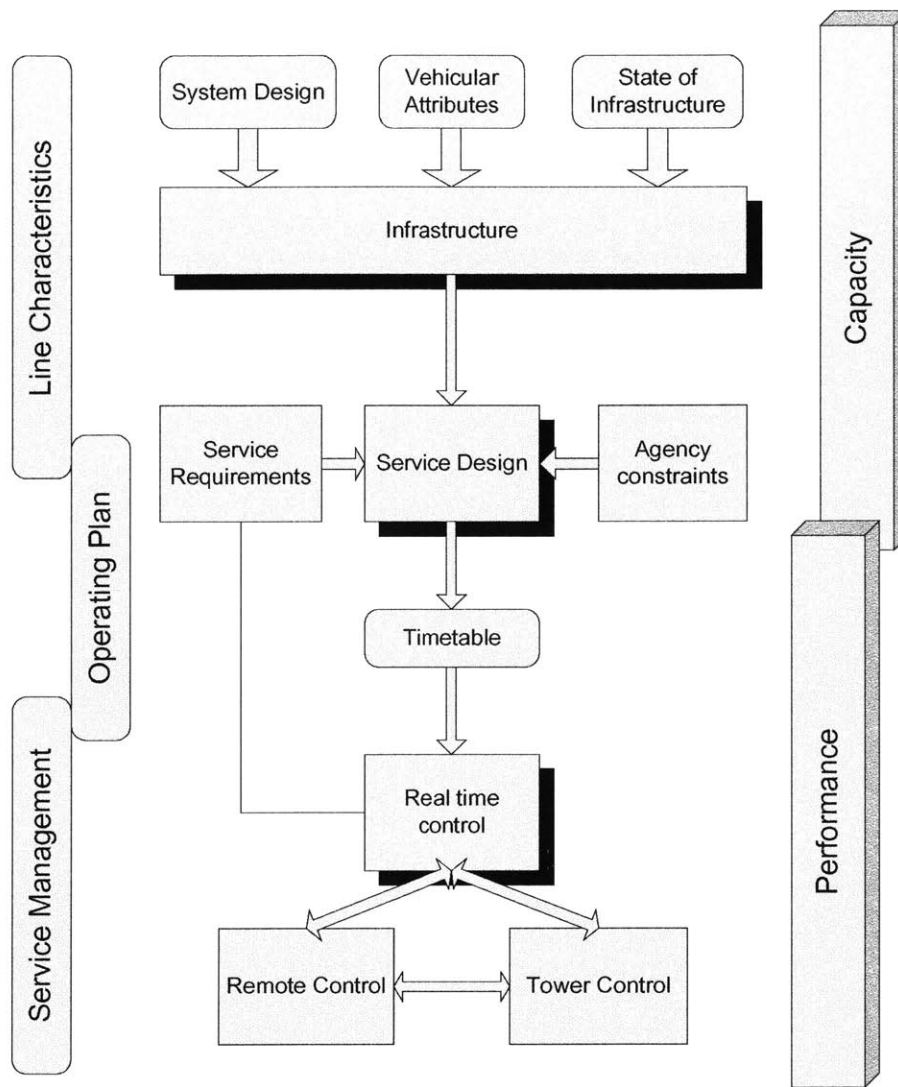 System Design
Vehicular
Attributes
State of
Infrastructure
Infrastructure
Service
Requirements
Service Design
Agency
constraints
Timetable
Real time
control
Remote Control
Tower Control
Line Characteristics
Operating Plan
Service Management
Capacity
Performance